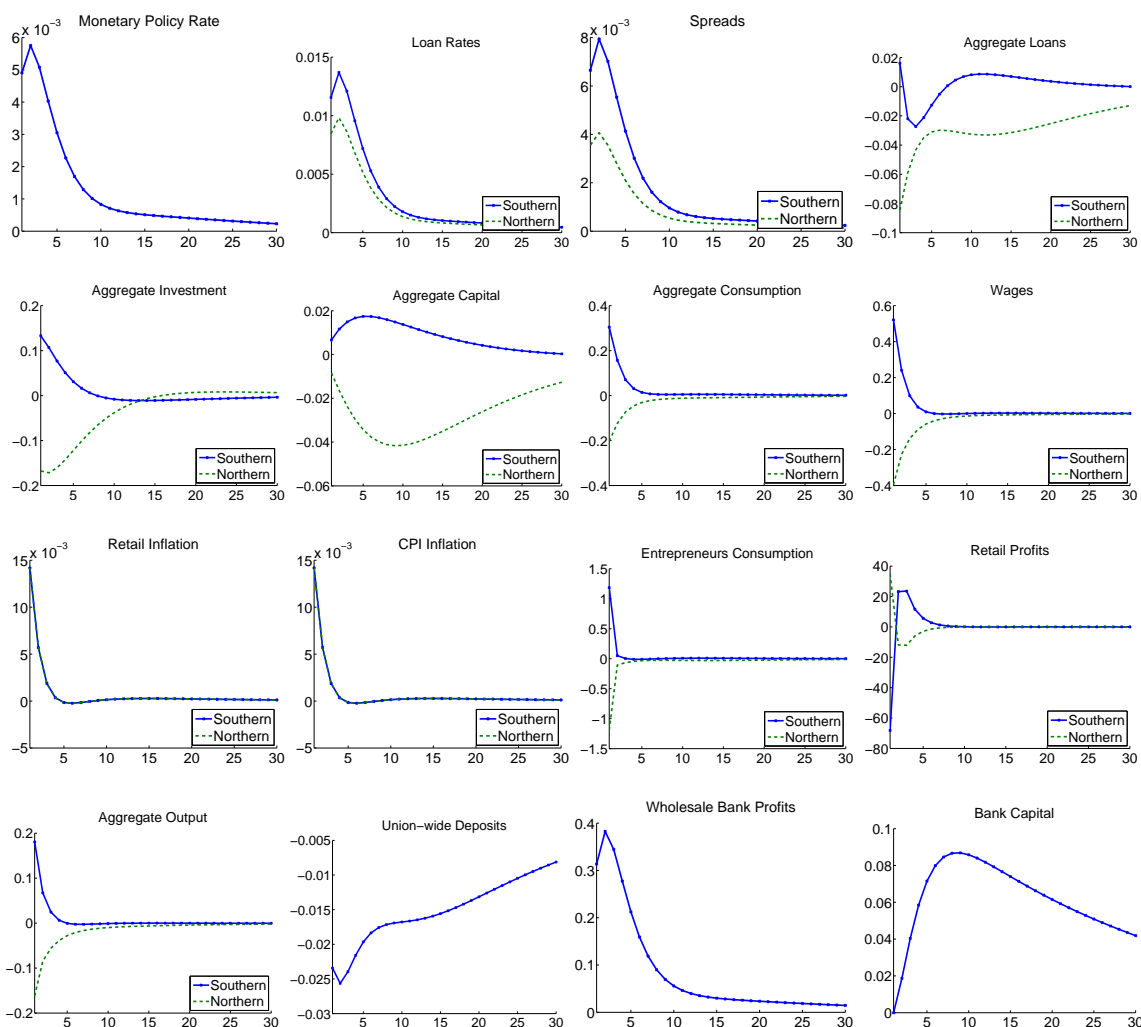 Monetary Policy Rate
x 10⁻³
6
5
4
3
2
1
0
5 10 15 20 25 30
Loan Rates
0.015
0.01
0.005
0
5 10 15 20 25 30
Southern
Northern
Spreads
x 10⁻³
8
6
4
2
0
5 10 15 20 25 30
Southern
Northern
Aggregate Loans
0.02
0
−0.02
−0.04
−0.06
−0.08
−0.1
5 10 15 20 25 30
Southern
Northern
Aggregate Investment
0.2
0.1
0
−0.1
−0.2
5 10 15 20 25 30
Southern
Northern
Aggregate Capital
0.02
0
−0.02
−0.04
−0.06
5 10 15 20 25 30
Southern
Northern
Aggregate Consumption
0.4
0.2
0
−0.2
−0.4
5 10 15 20 25 30
Southern
Northern
Wages
0.6
0.4
0.2
0
−0.2
−0.4
5 10 15 20 25 30
Southern
Northern
Retail Inflation
x 10⁻³
15
10
5
0
−5
5 10 15 20 25 30
Southern
Northern
CPI Inflation
x 10⁻³
15
10
5
0
−5
5 10 15 20 25 30
Southern
Northern
Entrepreneurs Consumption
1.5
1
0.5
0
−0.5
−1
−1.5
5 10 15 20 25 30
Southern
Northern
Retail Profits
40
20
0
−20
−40
−60
−80
5 10 15 20 25 30
Southern
Northern
Aggregate Output
0.2
0.1
0
−0.1
−0.2
5 10 15 20 25 30
Southern
Northern
Union−wide Deposits
−0.005
−0.01
−0.015
−0.02
−0.025
−0.03
5 10 15 20 25 30
Wholesale Bank Profits
0.4
0.3
0.2
0.1
0
5 10 15 20 25 30
Bank Capital
0.1
0.08
0.06
0.04
0.02
0
5 10 15 20 25 30